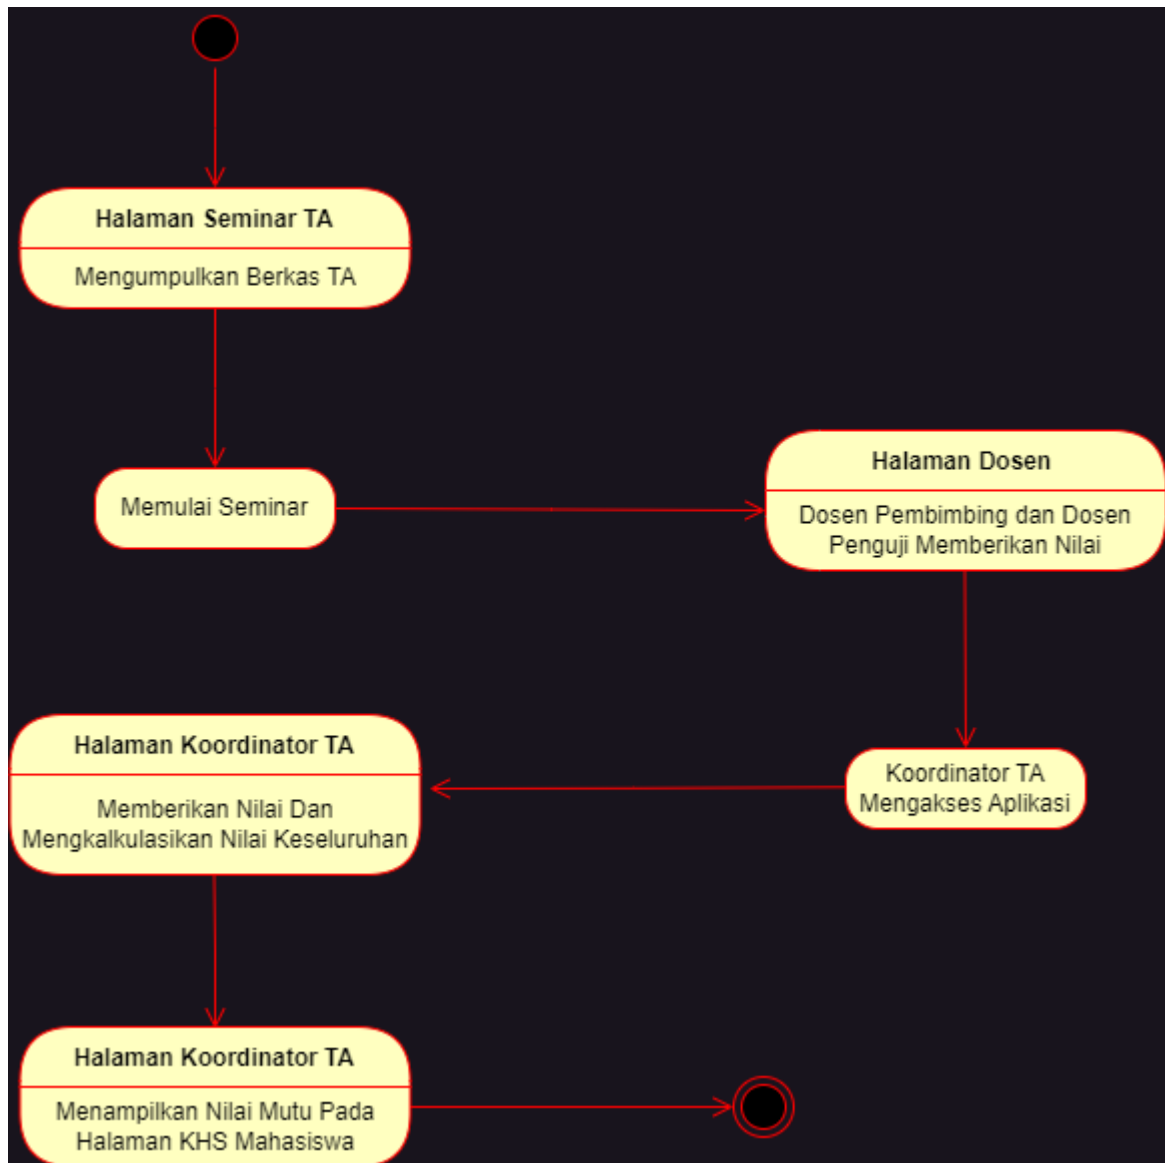 Halaman Seminar TA
Mengumpulkan Berkas TA
Memulai Seminar
Halaman Dosen
Dosen Pembimbing dan Dosen
Penguji Memberikan Nilai
Koordinator TA
Mengakses Aplikasi
Halaman Koordinator TA
Memberikan Nilai Dan
Mengkalkulasikan Nilai Keseluruhan
Halaman Koordinator TA
Menampilkan Nilai Mutu Pada
Halaman KHS Mahasiswa